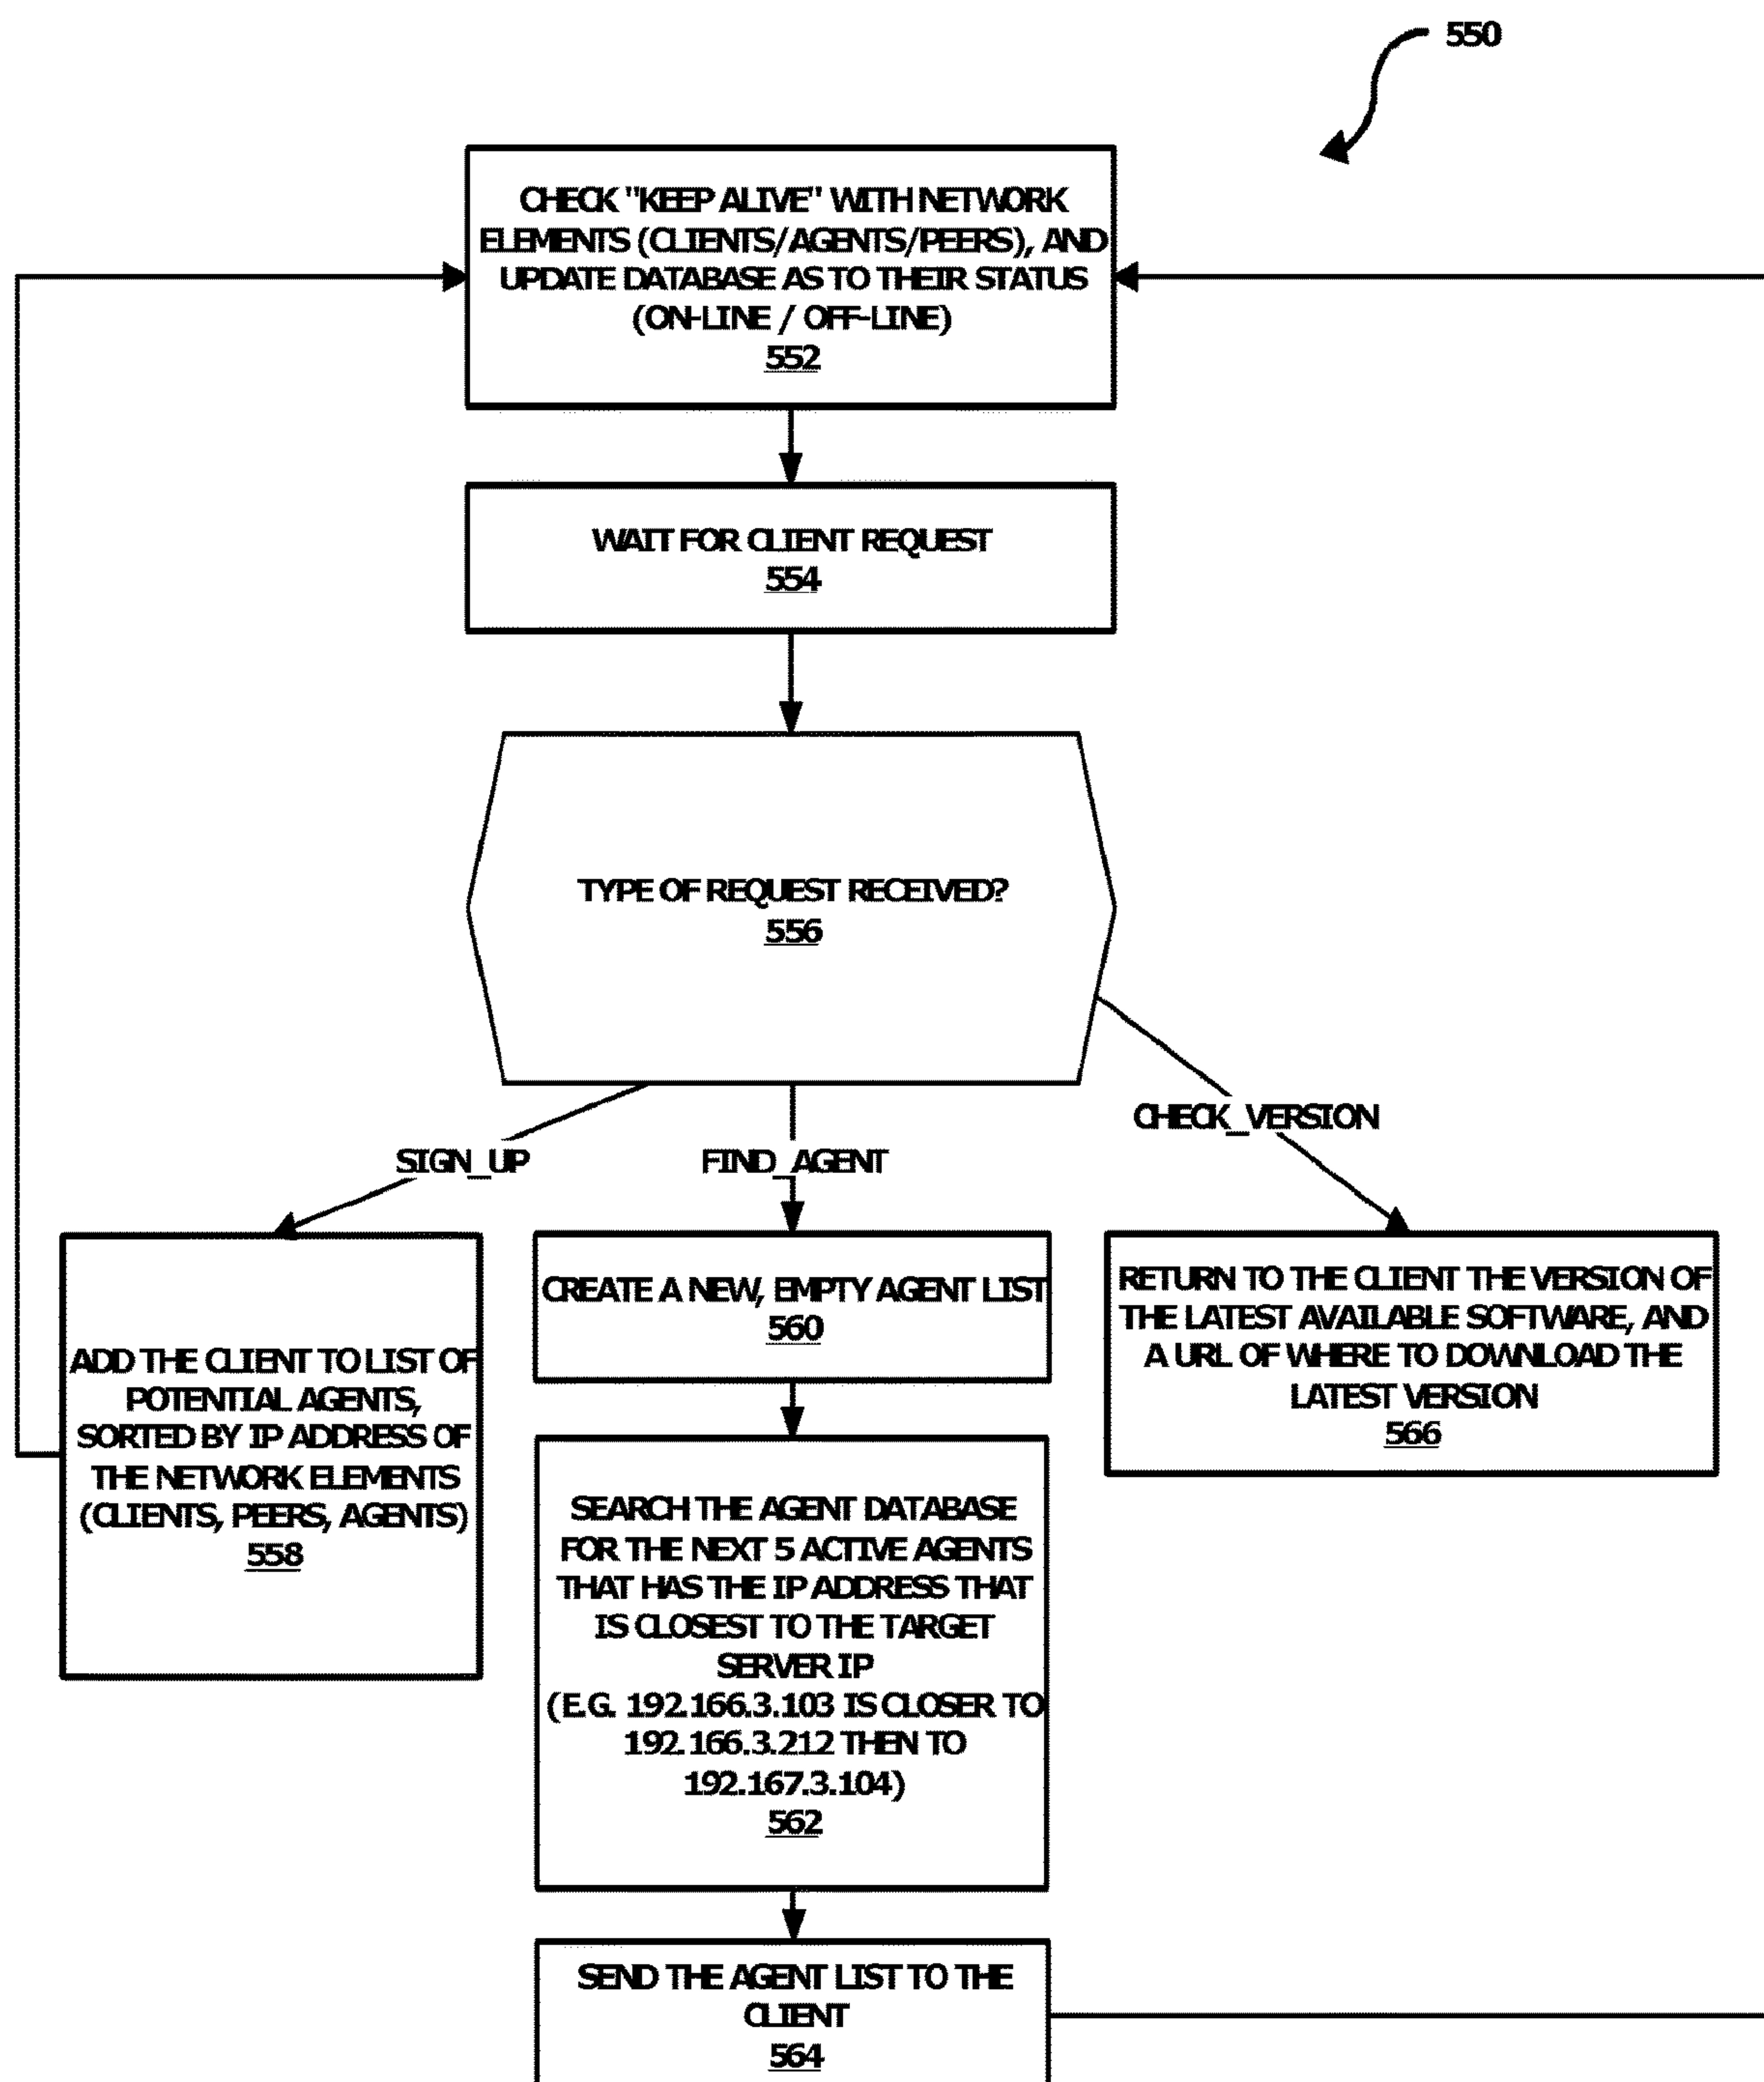 550
CHECK "KEEP ALIVE" WITH NETWORK
ELEMENTS (CLIENTS/AGENTS/PEERS), AND
UPDATE DATABASE AS TO THEIR STATUS
(ON-LINE / OFF-LINE)
552
WAIT FOR CLIENT REQUEST
554
TYPE OF REQUEST RECEIVED?
556
SIGN_UP
FIND_AGENT
CHECK_VERSION
ADD THE CLIENT TO LIST OF
POTENTIAL AGENTS,
SORTED BY IP ADDRESS OF
THE NETWORK ELEMENTS
(CLIENTS, PEERS, AGENTS)
558
CREATE A NEW, EMPTY AGENT LIST
560
SEARCH THE AGENT DATABASE
FOR THE NEXT 5 ACTIVE AGENTS
THAT HAS THE IP ADDRESS THAT
IS CLOSEST TO THE TARGET
SERVER IP
(E.G. 192.166.3.103 IS CLOSER TO
192.166.3.212 THEN TO
192.167.3.104)
562
SEND THE AGENT LIST TO THE
CLIENT
564
RETURN TO THE CLIENT THE VERSION OF
THE LATEST AVAILABLE SOFTWARE, AND
A URL OF WHERE TO DOWNLOAD THE
LATEST VERSION
566